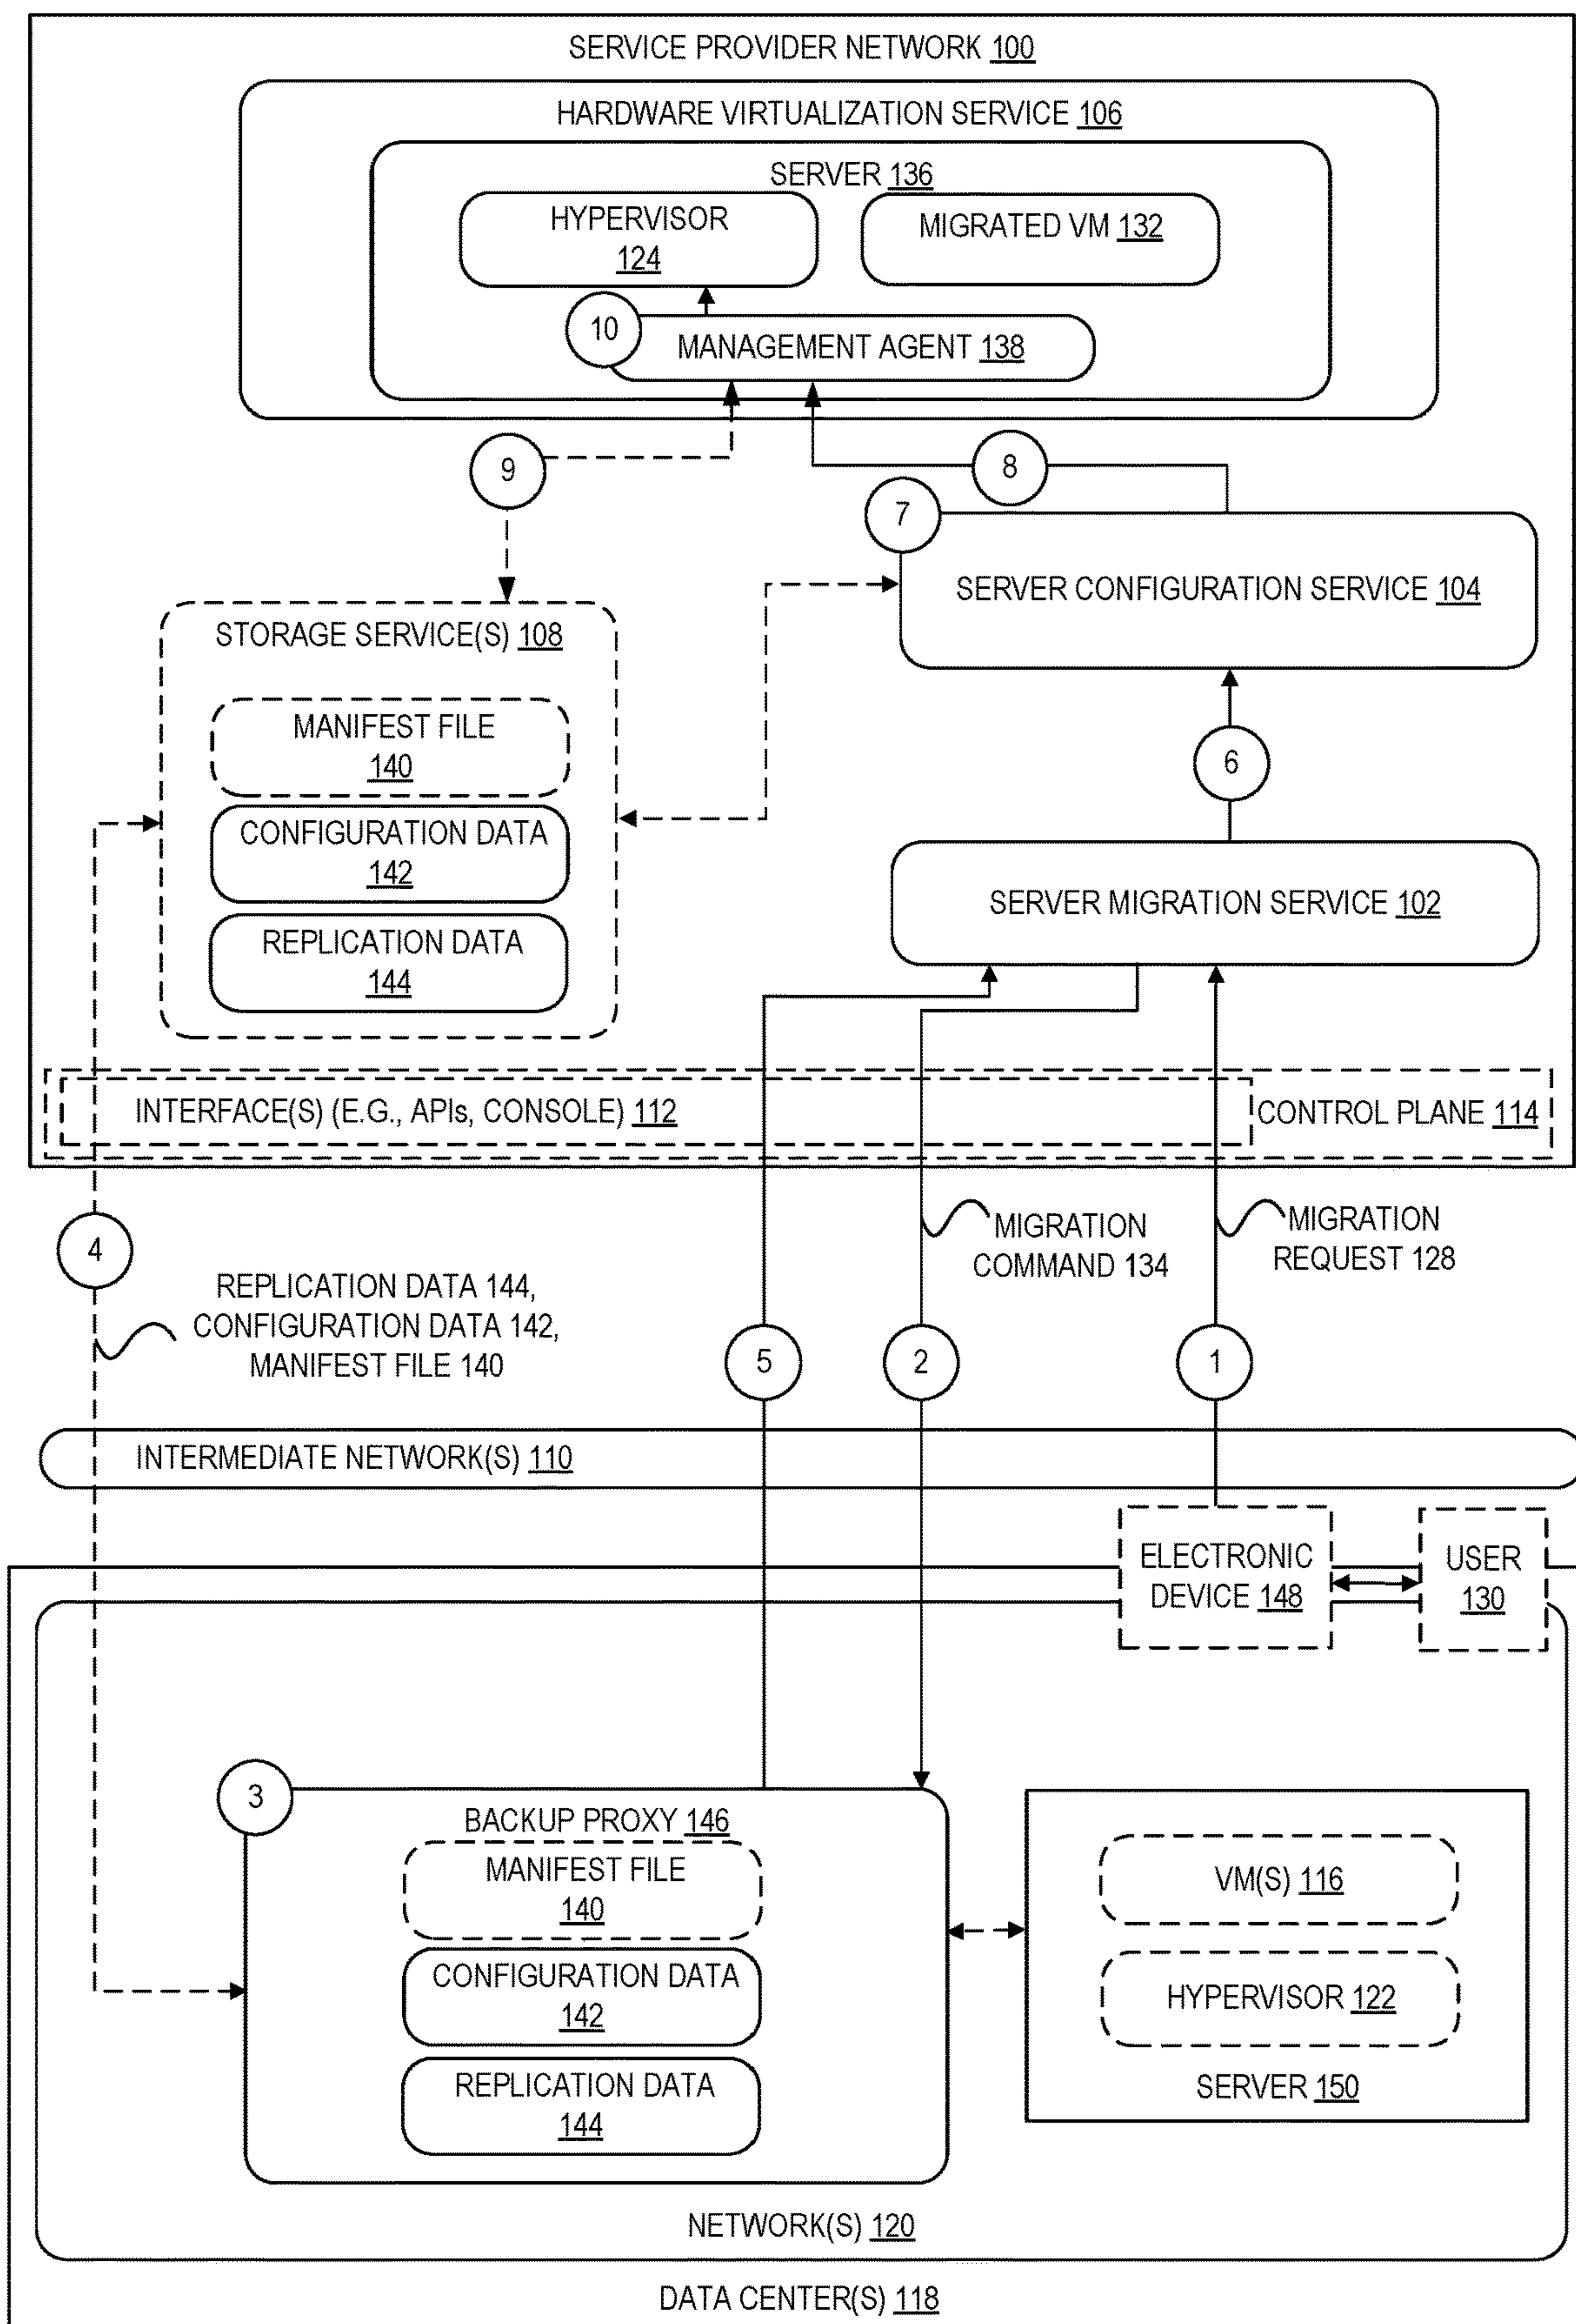 SERVICE PROVIDER NETWORK 100
HARDWARE VIRTUALIZATION SERVICE 106
SERVER 136
HYPERVISOR
124
MIGRATED VM 132
10
MANAGEMENT AGENT 138
9
8
7
SERVER CONFIGURATION SERVICE 104
STORAGE SERVICE(S) 108
MANIFEST FILE
140
CONFIGURATION DATA
142
REPLICATION DATA
144
6
SERVER MIGRATION SERVICE 102
INTERFACE(S) (E.G., APIs, CONSOLE) 112
CONTROL PLANE 114
4
REPLICATION DATA 144,
CONFIGURATION DATA 142,
MANIFEST FILE 140
MIGRATION
COMMAND 134
MIGRATION
REQUEST 128
5
2
1
INTERMEDIATE NETWORK(S) 110
ELECTRONIC
DEVICE 148
USER
130
3
BACKUP PROXY 146
MANIFEST FILE
140
CONFIGURATION DATA
142
REPLICATION DATA
144
VM(S) 116
HYPERVISOR 122
SERVER 150
NETWORK(S) 120
DATA CENTER(S) 118